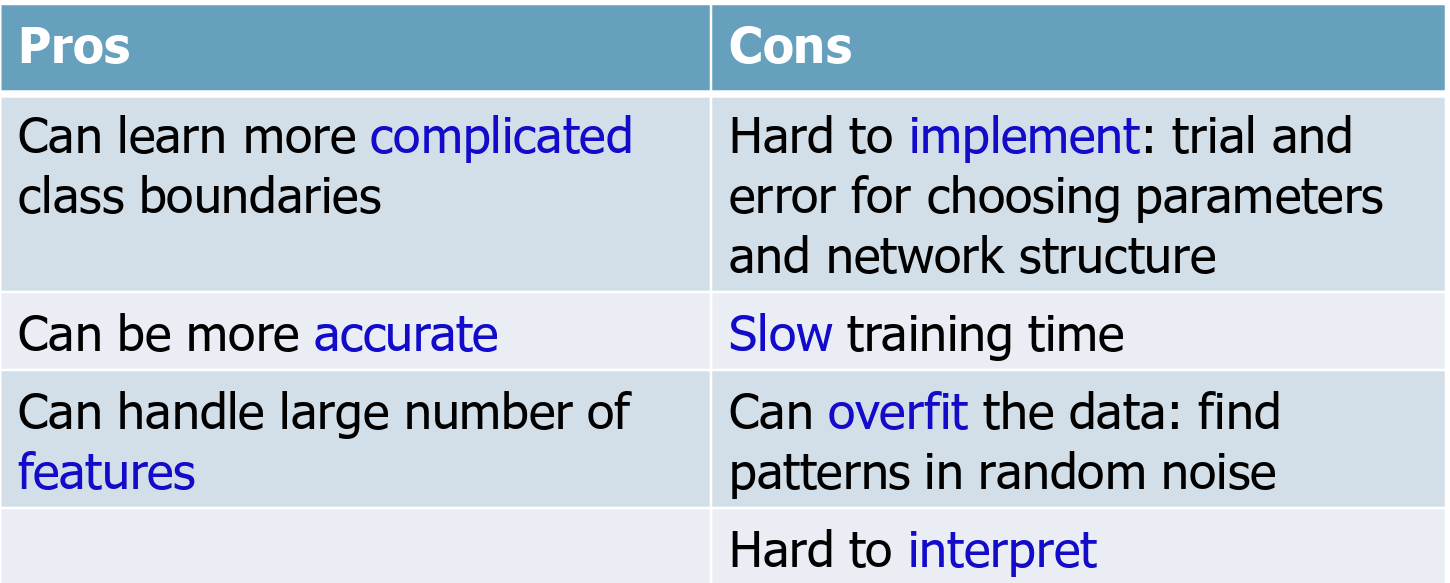 Pros
Cons
Can learn more complicated
class boundaries
Hard to implement: trial and
error for choosing parameters
and network structure
Can be more accurate
Slow training time
Can handle large number of
features
Can overfit the data: find
patterns in random noise
Hard to interpret